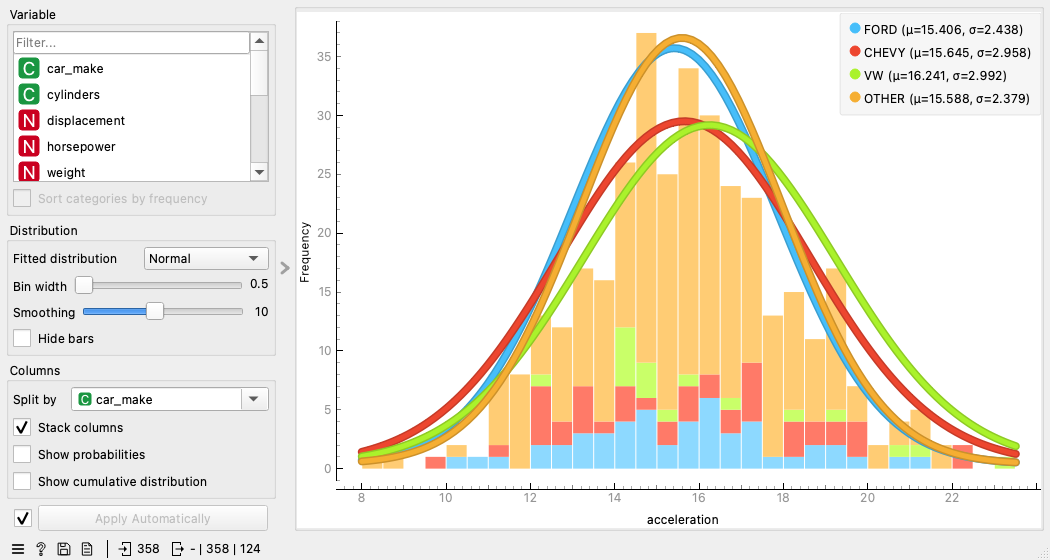 Variable
Filter...
C car_make
C cylinders
N displacement
N horsepower
N weight
Sort categories by frequency
Distribution
Fitted distribution Normal
Bin width 0.5
Smoothing 10
Hide bars
Columns
Split by C car_make
Stack columns
Show probabilities
Show cumulative distribution
Apply Automatically
? 358 - | 358 | 124
FORD (μ=15.406, σ=2.438)
CHEVY (μ=15.645, σ=2.958)
VW (μ=16.241, σ=2.992)
OTHER (μ=15.588, σ=2.379)
Frequency
35
30
25
20
15
10
5
0
8 10 12 14 16 18 20 22
acceleration